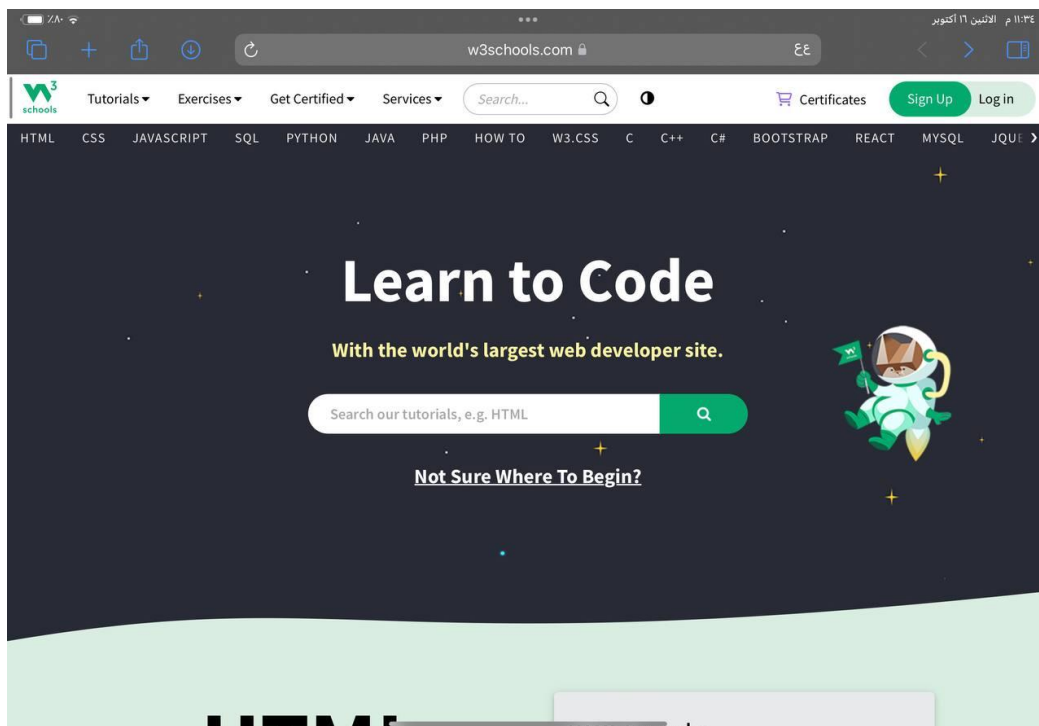 ١١:٣٤ م الاثنين ١٦ أكتوبر
٪٨٠
w3schools.com
ع‎ع
W3 schools
Tutorials
Exercises
Get Certified
Services
Search...
Certificates
Sign Up
Log in
HTML CSS JAVASCRIPT SQL PYTHON JAVA PHP HOW TO W3.CSS C C++ C# BOOTSTRAP REACT MYSQL JQUE
Learn to Code
With the world's largest web developer site.
Search our tutorials, e.g. HTML
Not Sure Where To Begin?
HTML